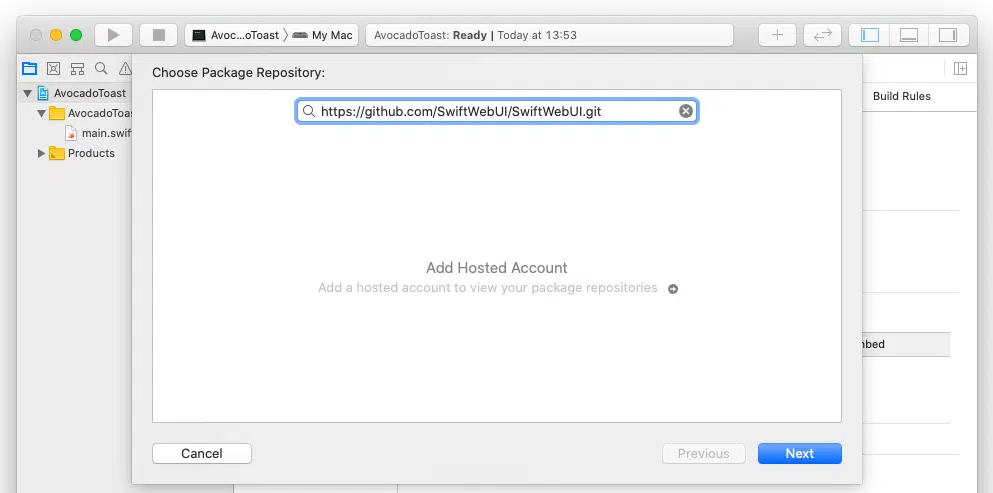 Avoc...oToast 〉 My Mac
AvocadoToast: Ready | Today at 13:53
Choose Package Repository:
https://github.com/SwiftWebUI/SwiftWebUI.git
Add Hosted Account
Add a hosted account to view your package repositories
Cancel
Previous
Next
AvocadoToast
AvocadoToas
main.swif
Products
Build Rules
mbed